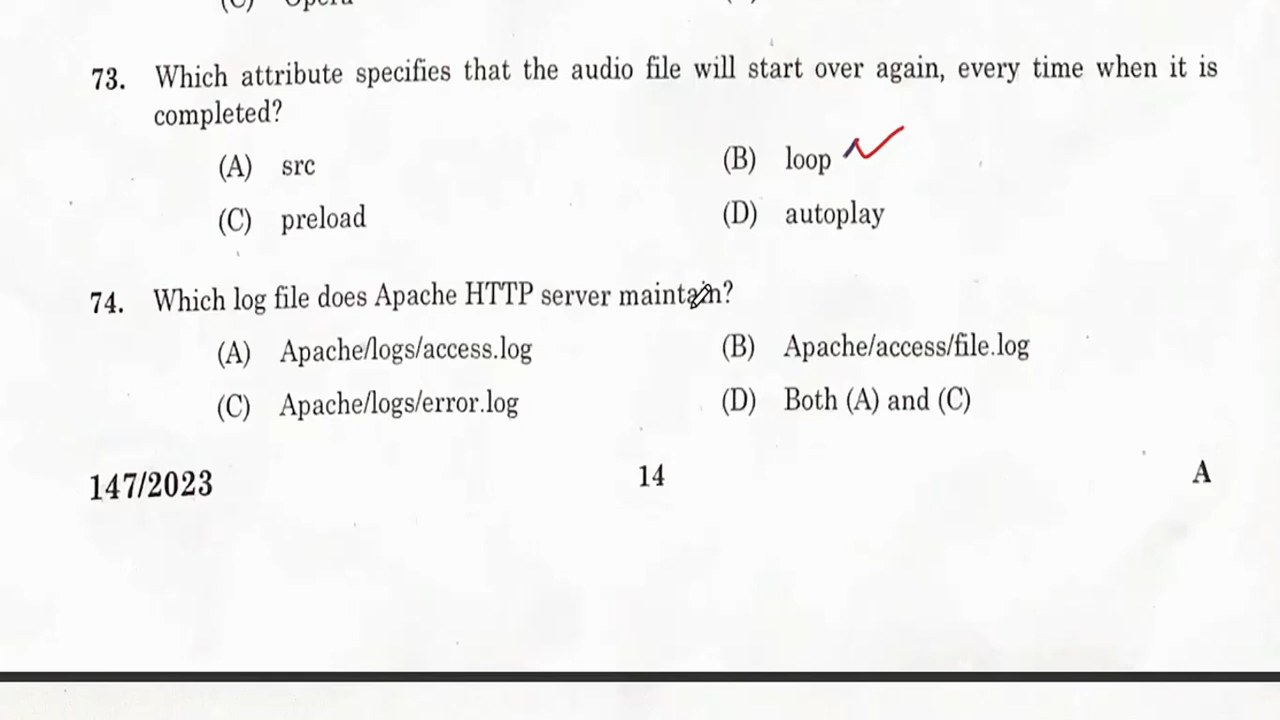 73. Which attribute specifies that the audio file will start over again, every time when it is
completed?
(A) src
(B) loop
(C) preload
(D) autoplay
74. Which log file does Apache HTTP server maintain?
(A) Apache/logs/access.log
(B) Apache/access/file.log
(C) Apache/logs/error.log
(D) Both (A) and (C)
147/2023
14
A